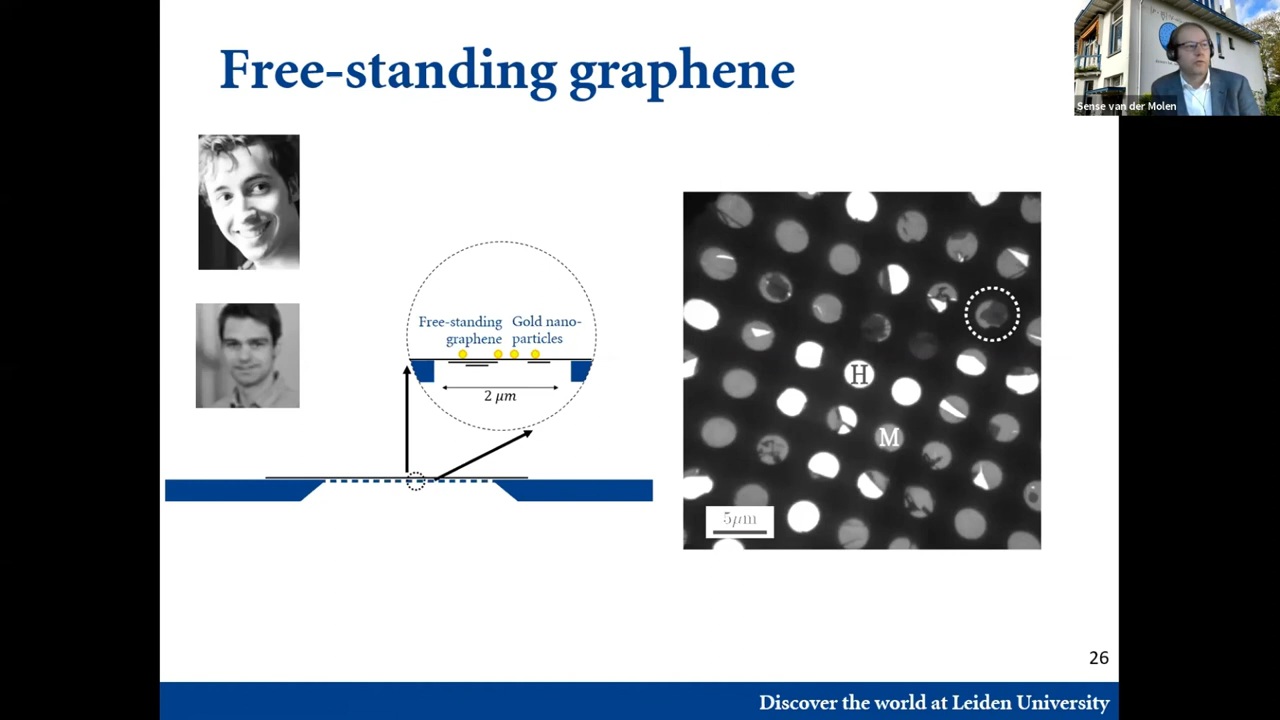 Free-standing graphene
Sense van der Molen
Free-standing
graphene
Gold nano-
particles
2 μm
H
M
5μm
26
Discover the world at Leiden University